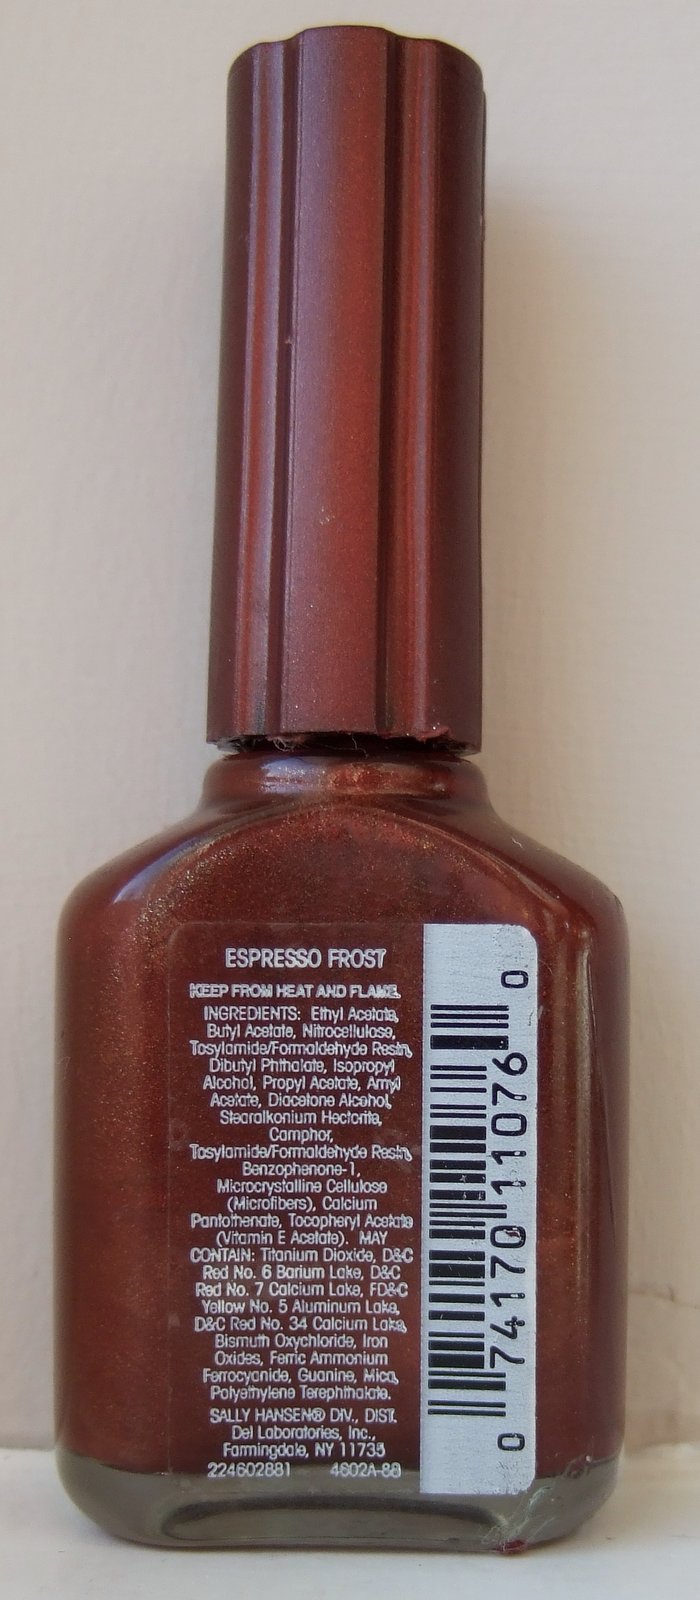 ESPRESSO FROST
KEEP FROM HEAT AND FLAME.
INGREDIENTS: Ethyl Acetate,
Butyl Acetate, Nitrocellulose,
Tosylamide/Formaldehyde Resin,
Dibutyl Phthalate, Isopropyl
Alcohol, Propyl Acetate, Amyl
Acetate, Diacetone Alcohol,
Stearalkonium Hectorite,
Camphor,
Tosylamide/Formaldehyde Resin,
Benzophenone-1,
Microcrystalline Cellulose
(Microfibers), Calcium
Pantothenate, Tocopheryl Acetate
(Vitamin E Acetate). MAY
CONTAIN: Titanium Dioxide, D&C
Red No. 6 Barium Lake, D&C
Red No. 7 Calcium Lake, FD&C
Yellow No. 5 Aluminum Lake,
D&C Red No. 34 Calcium Lake,
Bismuth Oxychloride, Iron
Oxides, Ferric Ammonium
Ferrocyanide, Guanine, Mica,
Polyethylene Terephthalate.
SALLY HANSEN® DIV., DIST.
Del Laboratories, Inc.,
Farmingdale, NY 11735
224602881 4602A-88
0 74170 11076 0